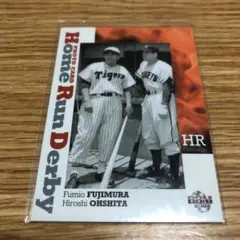 PHOTO CARD
Home Run Derby
Tigers
HR
Fumio FUJIMURA
Hiroshi OHSHITA
BBM